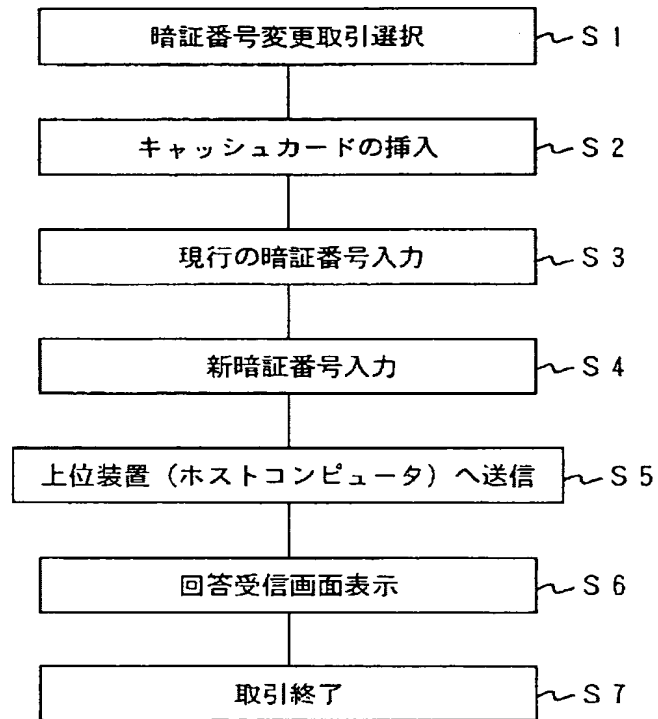 暗証番号変更取引選択 S1
キャッシュカードの挿入 S2
現行の暗証番号入力 S3
新暗証番号入力 S4
上位装置（ホストコンピュータ）へ送信 S5
回答受信画面表示 S6
取引終了 S7